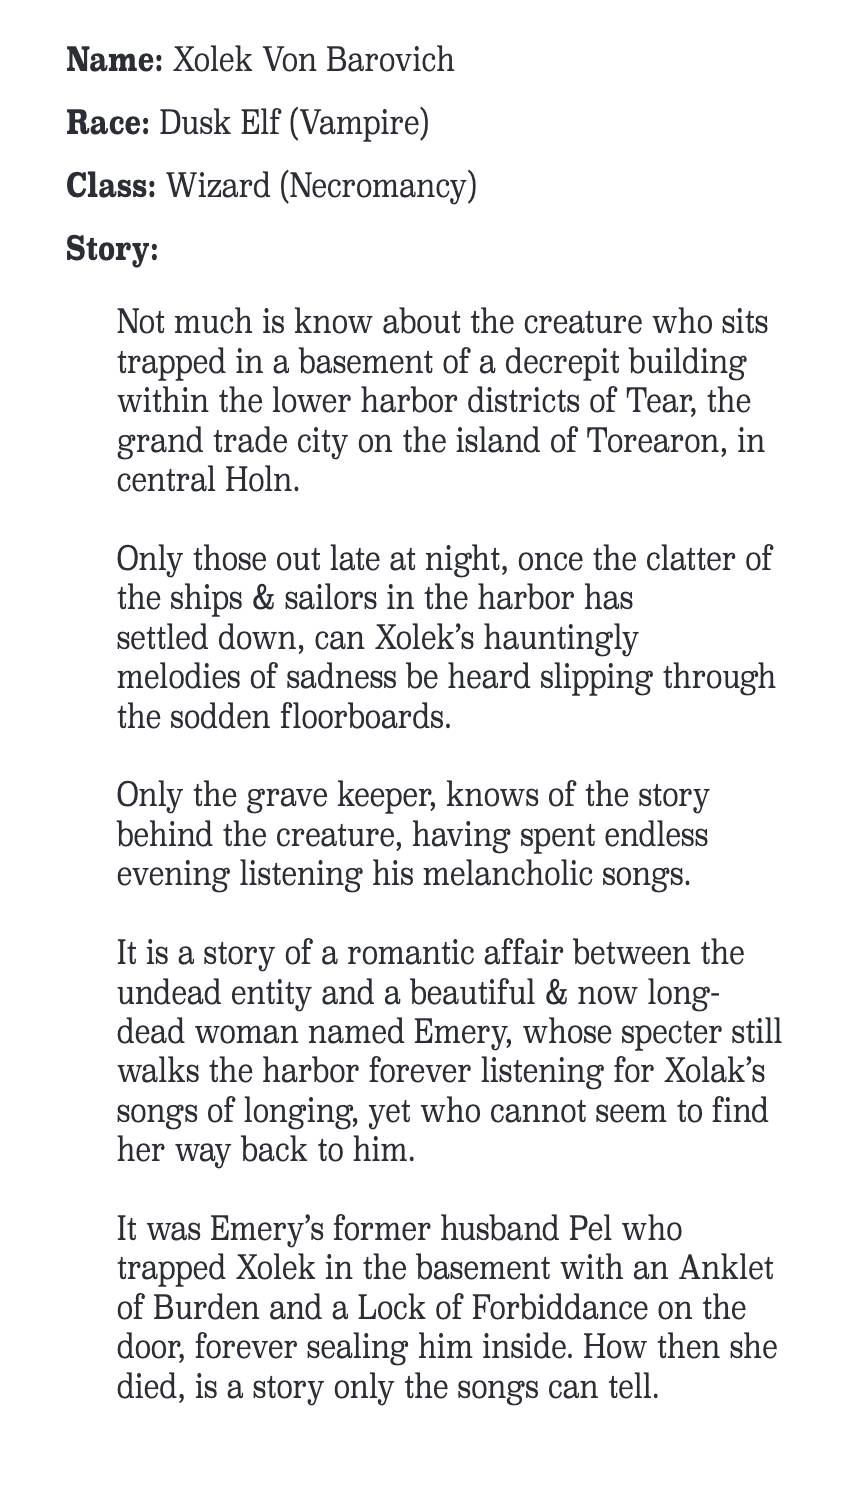 Name: Xolek Von Barovich
Race: Dusk Elf (Vampire)
Class: Wizard (Necromancy)
Story:
Not much is know about the creature who sits
trapped in a basement of a decrepit building
within the lower harbor districts of Tear, the
grand trade city on the island of Torearon, in
central Holn.
Only those out late at night, once the clatter of
the ships & sailors in the harbor has
settled down, can Xolek’s hauntingly
melodies of sadness be heard slipping through
the sodden floorboards.
Only the grave keeper, knows of the story
behind the creature, having spent endless
evening listening his melancholic songs.
It is a story of a romantic affair between the
undead entity and a beautiful & now long-
dead woman named Emery, whose specter still
walks the harbor forever listening for Xolak’s
songs of longing, yet who cannot seem to find
her way back to him.
It was Emery’s former husband Pel who
trapped Xolek in the basement with an Anklet
of Burden and a Lock of Forbiddance on the
door, forever sealing him inside. How then she
died, is a story only the songs can tell.